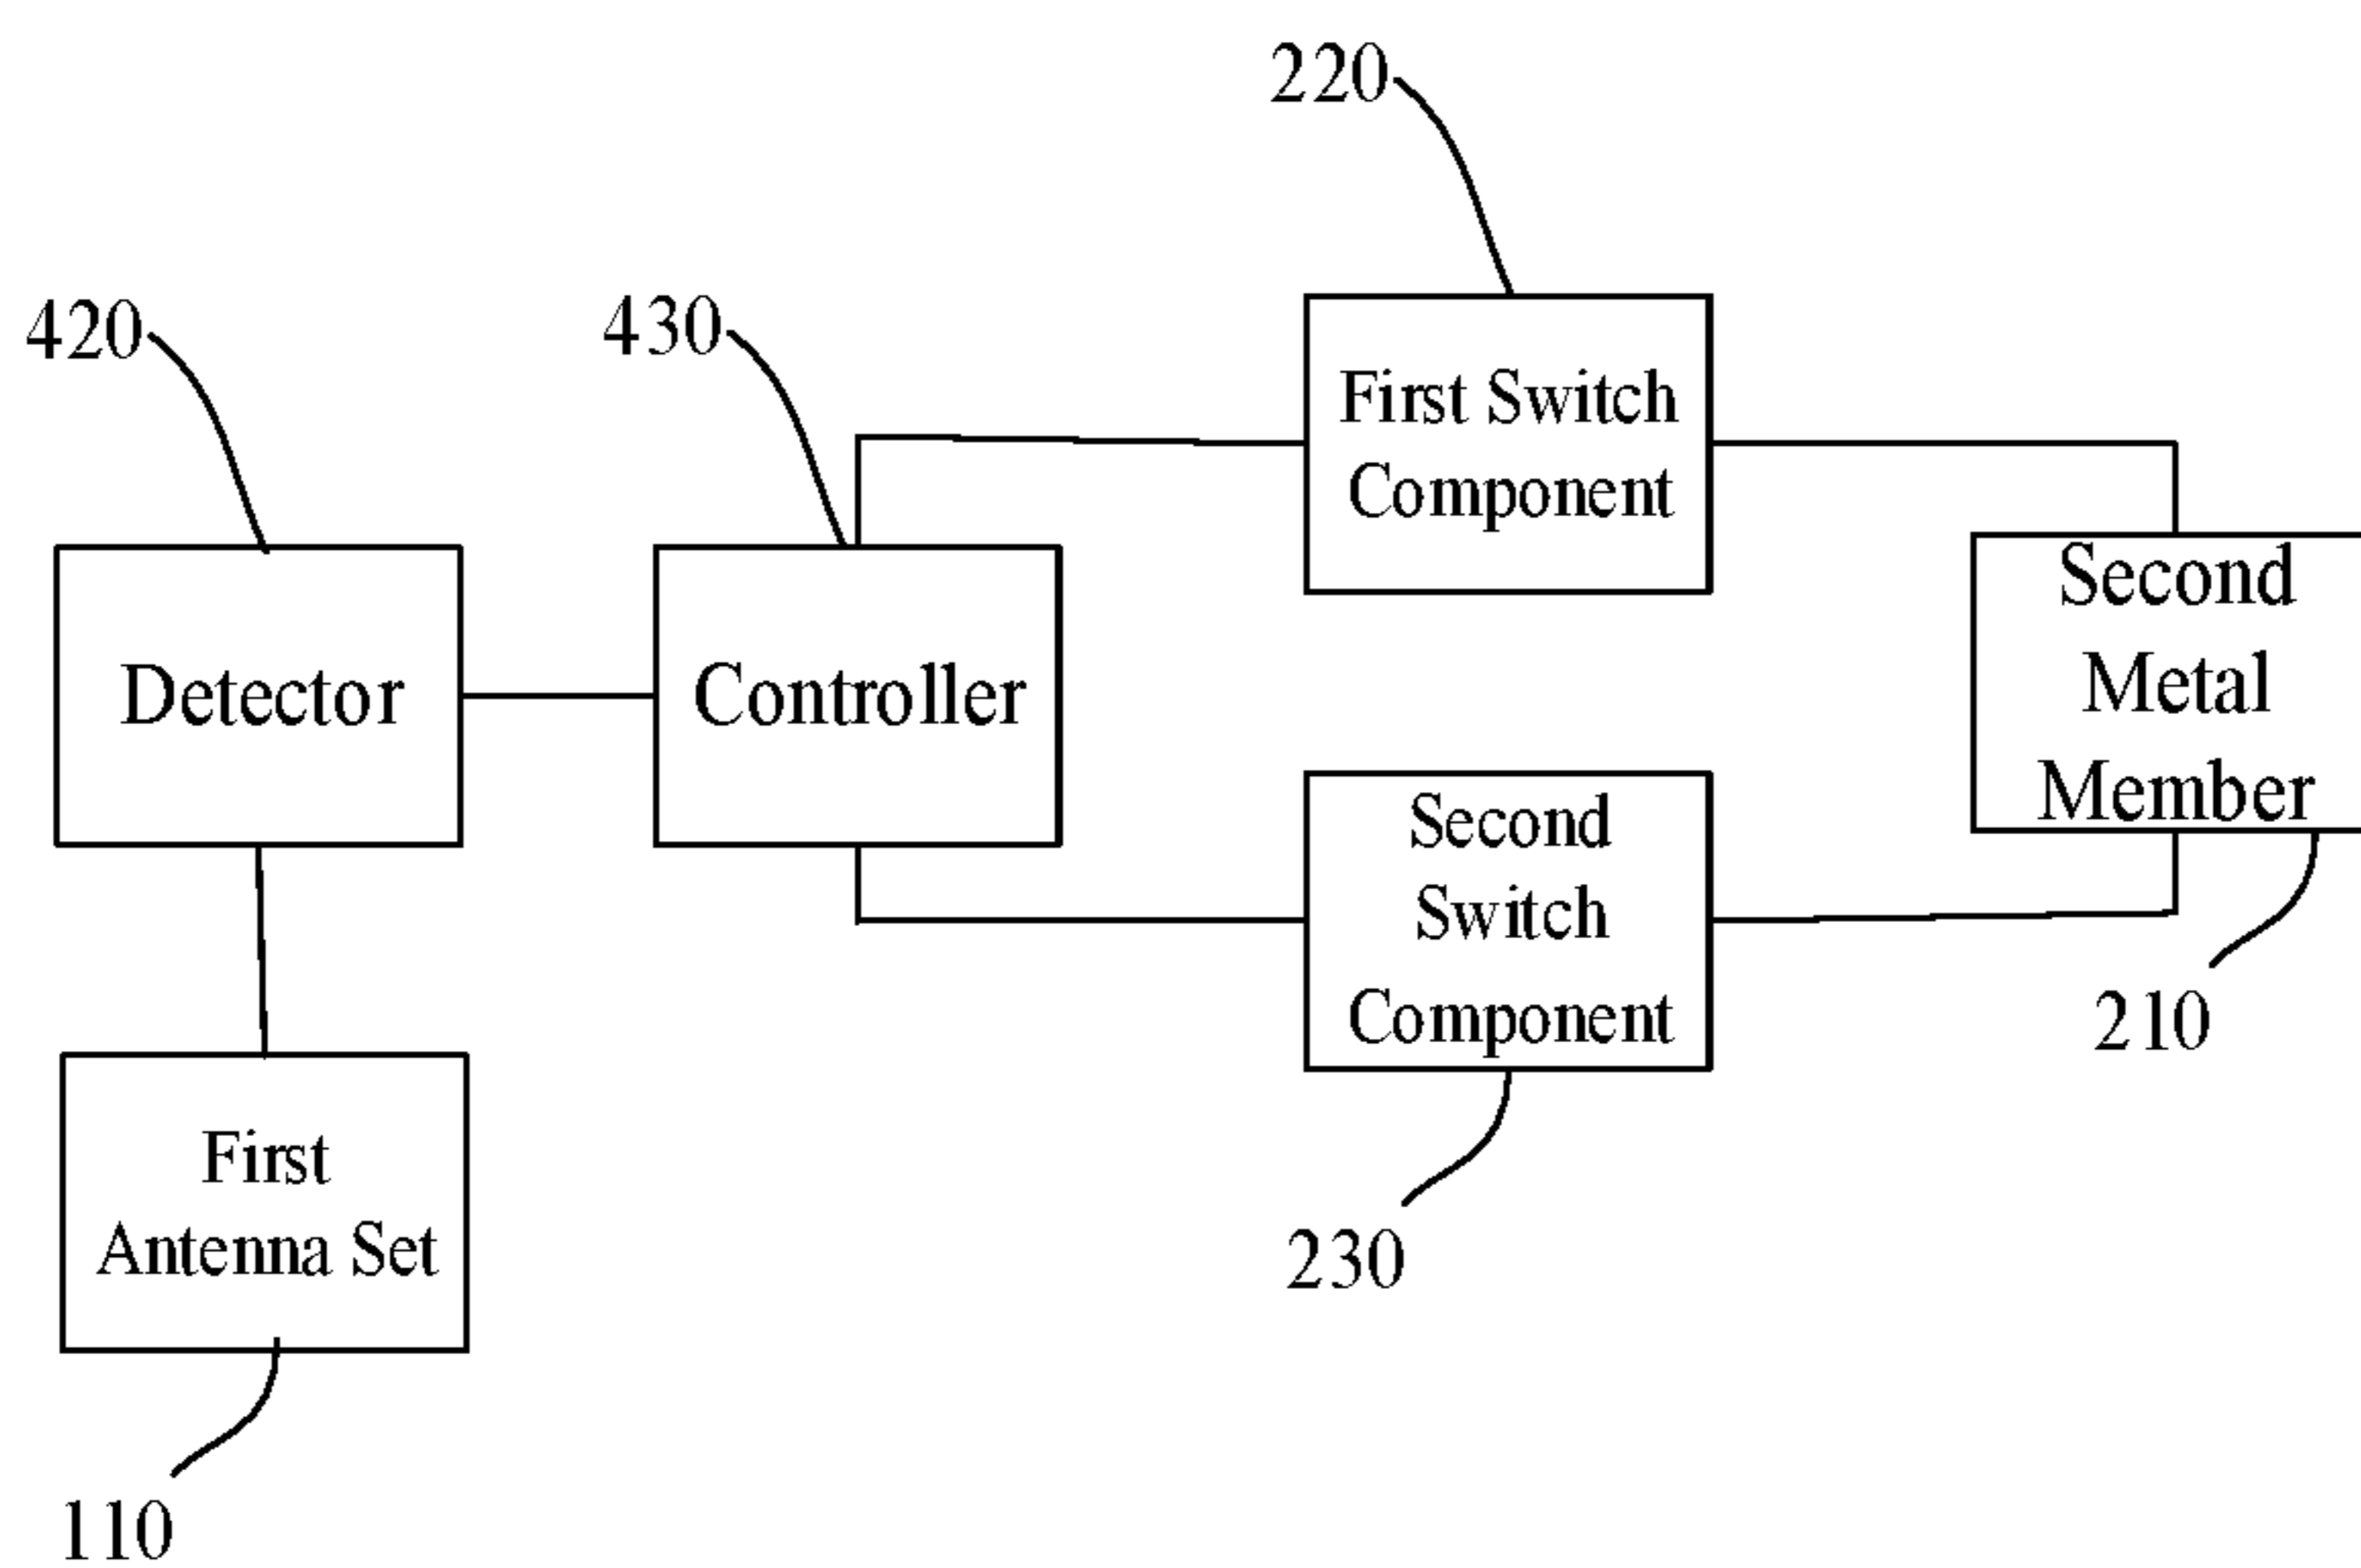 220
420
430
First Switch
Component
Second
Metal
Member
Detector
Controller
Second
Switch
Component
210
First
Antenna Set
230
110